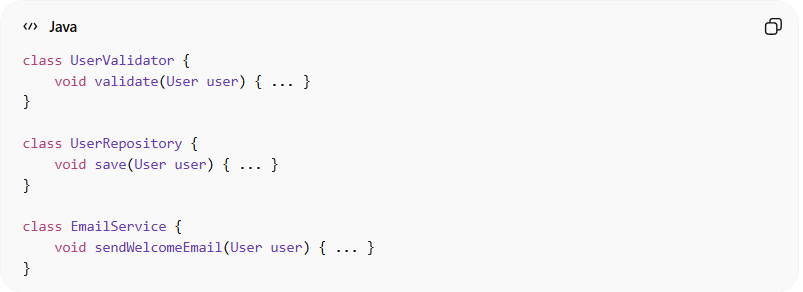 Java
class UserValidator {
    void validate(User user) { ... }
}

class UserRepository {
    void save(User user) { ... }
}

class EmailService {
    void sendWelcomeEmail(User user) { ... }
}